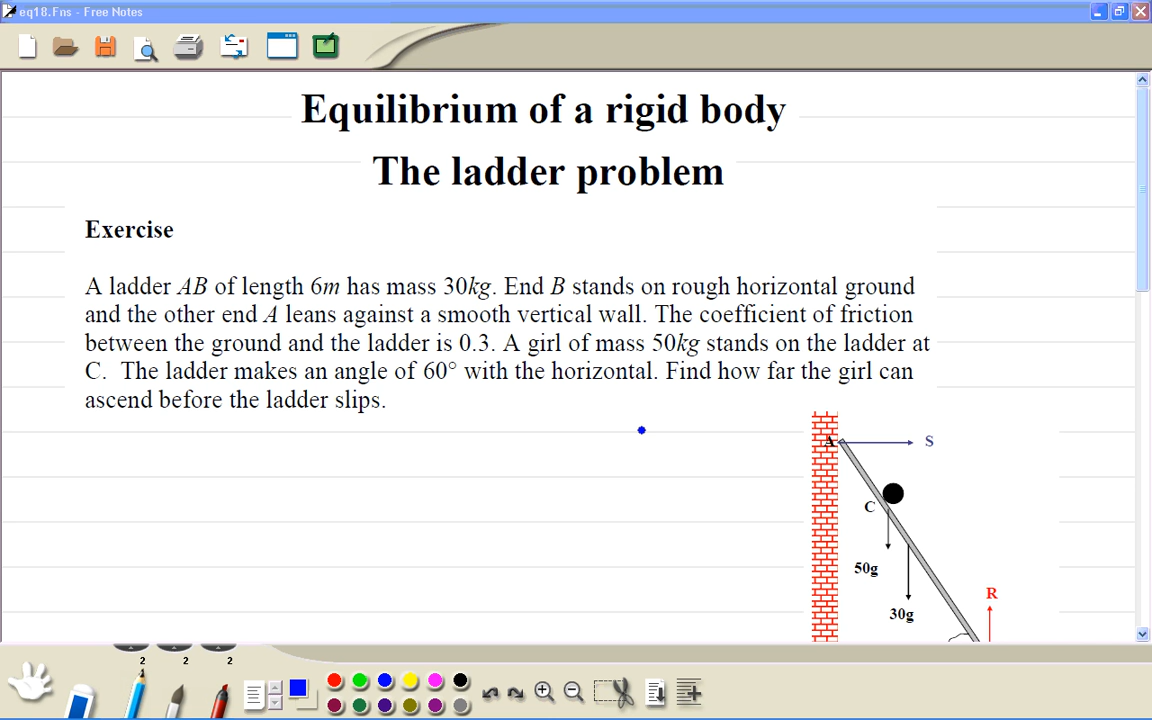 eq18.Fns - Free Notes
Equilibrium of a rigid body
The ladder problem
Exercise
A ladder AB of length 6m has mass 30kg. End B stands on rough horizontal ground
and the other end A leans against a smooth vertical wall. The coefficient of friction
between the ground and the ladder is 0.3. A girl of mass 50kg stands on the ladder at
C. The ladder makes an angle of 60° with the horizontal. Find how far the girl can
ascend before the ladder slips.
A
S
C
50g
R
30g
2
2
2